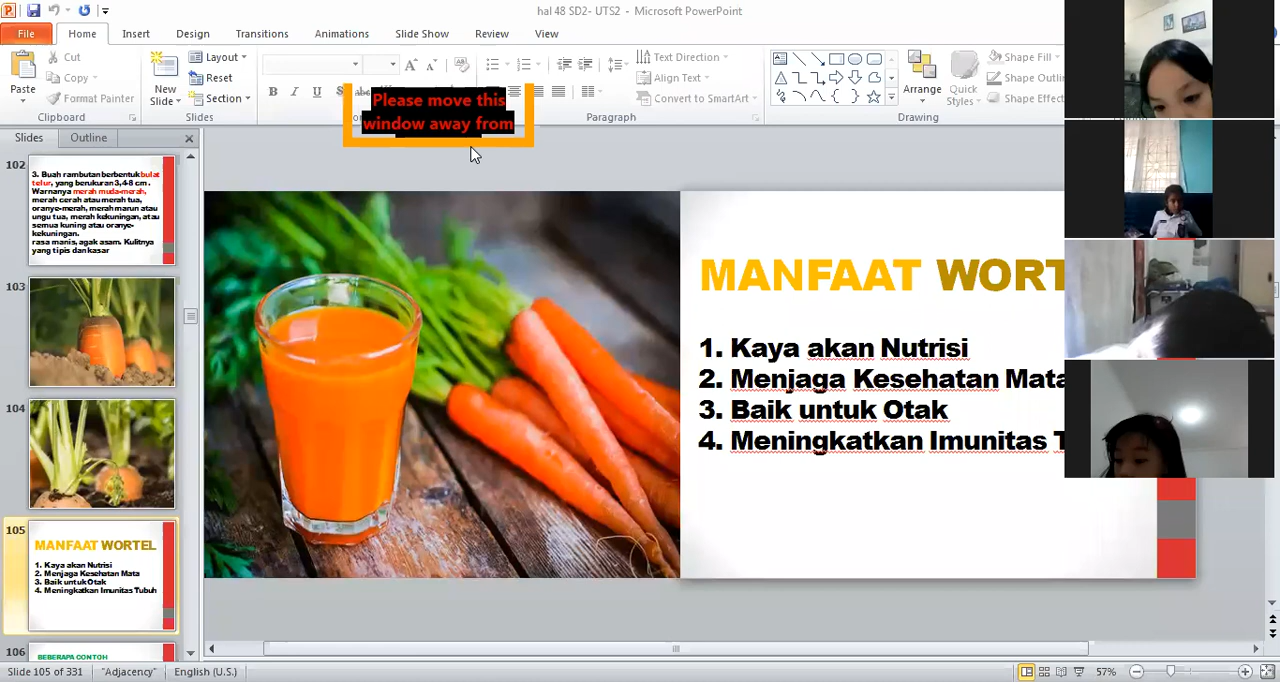 hal 48 SD2- UTS2 - Microsoft PowerPoint
File Home Insert Design Transitions Animations Slide Show Review View
Cut
Copy
Format Painter
Paste
Clipboard
New
Slide
Layout
Reset
Section
Slides
B I U S
Paragraph
Text Direction
Align Text
Convert to SmartArt
Arrange
Quick
Styles
Shape Fill
Shape Outli
Drawing
Please move this
window away from
Slides Outline
102
3. Buah rambutan berbentuk bulat
telur, yang berukuran 3,4-8 cm .
Warnanya merah muda-merah,
merah cerah atau merah tua,
oranye-merah, merah marun atau
ungu tua, merah kekuningan, atau
semua kuning atau oranye-
kekuningan.
rasa manis, agak asam. Kulitnya
yang tipis dan kasar
103
104
105
MANFAAT WORTEL
1. Kaya akan Nutrisi
2. Menjaga Kesehatan Mata
3. Baik untuk Otak
4. Meningkatkan Imunitas Tubuh
106
BEBERAPA CONTOH
MANFAAT WORT
1. Kaya akan Nutrisi
2. Menjaga Kesehatan Mata
3. Baik untuk Otak
4. Meningkatkan Imunitas T
Slide 105 of 331 "Adjacency" English (U.S.) 57%